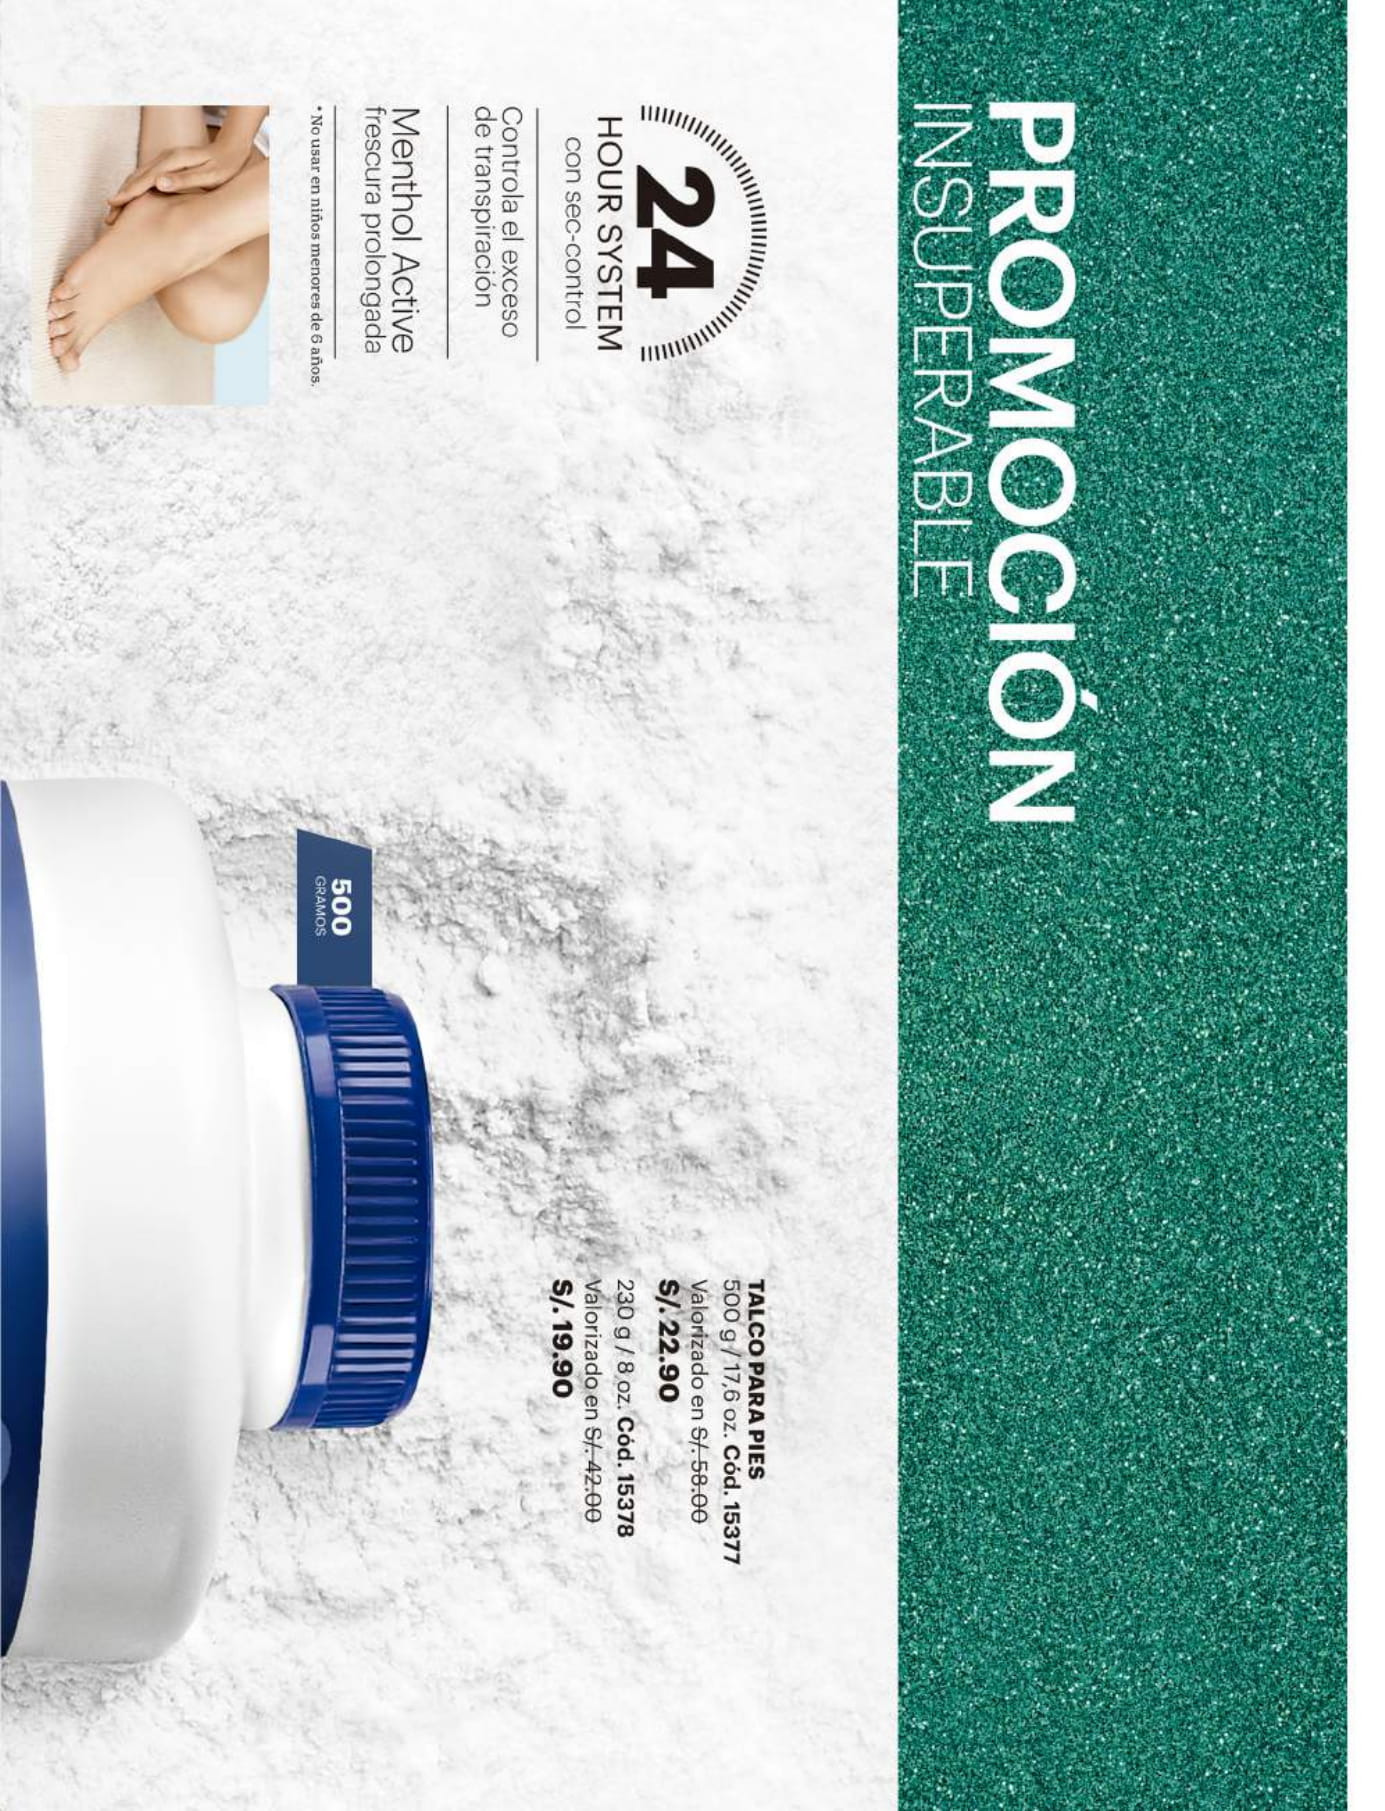 PROMOCIÓN
INSUPERABLE
24
HOUR SYSTEM
con sec-control
Controla el exceso
de transpiración
Menthol Active
frescura prolongada
* No usar en niños menores de 6 años.
500
GRAMOS
TALCO PARA PIES
500 g / 17,6 oz. Cód. 15377
Valorizado en S/. 58.00
S/. 22.90
230 g / 8 oz. Cód. 15378
Valorizado en S/. 42.00
S/. 19.90